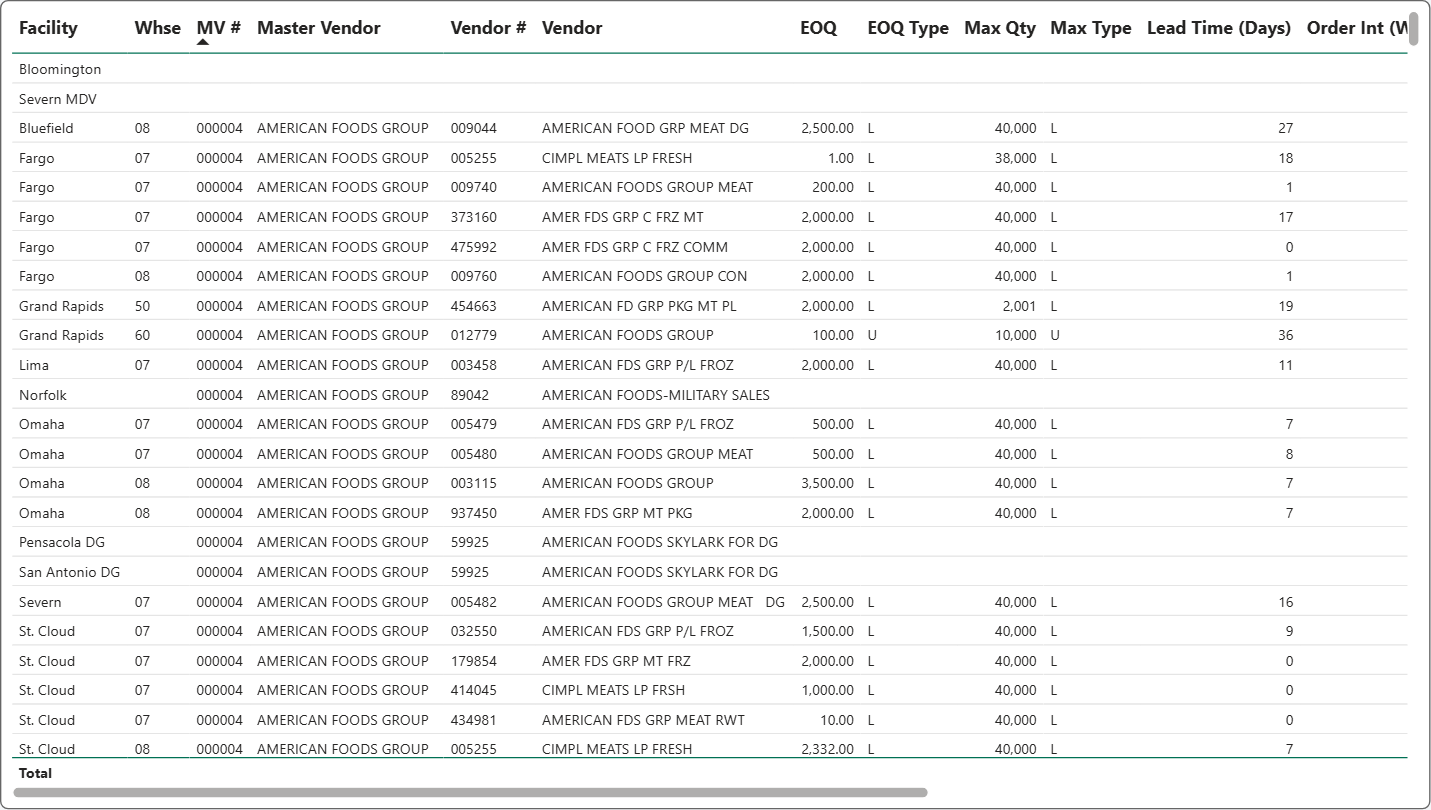 Facility Whse MV # Master Vendor Vendor # Vendor EOQ EOQ Type Max Qty Max Type Lead Time (Days) Order Int (W
Bloomington
Severn MDV
Bluefield 08 000004 AMERICAN FOODS GROUP 009044 AMERICAN FOOD GRP MEAT DG 2,500.00 L 40,000 L 27
Fargo 07 000004 AMERICAN FOODS GROUP 005255 CIMPL MEATS LP FRESH 1.00 L 38,000 L 18
Fargo 07 000004 AMERICAN FOODS GROUP 009740 AMERICAN FOODS GROUP MEAT 200.00 L 40,000 L 1
Fargo 07 000004 AMERICAN FOODS GROUP 373160 AMER FDS GRP C FRZ MT 2,000.00 L 40,000 L 17
Fargo 07 000004 AMERICAN FOODS GROUP 475992 AMER FDS GRP C FRZ COMM 2,000.00 L 40,000 L 0
Fargo 08 000004 AMERICAN FOODS GROUP 009760 AMERICAN FOODS GROUP CON 2,000.00 L 40,000 L 1
Grand Rapids 50 000004 AMERICAN FOODS GROUP 454663 AMERICAN FD GRP PKG MT PL 2,000.00 L 2,001 L 19
Grand Rapids 60 000004 AMERICAN FOODS GROUP 012779 AMERICAN FOODS GROUP 100.00 U 10,000 U 36
Lima 07 000004 AMERICAN FOODS GROUP 003458 AMERICAN FDS GRP P/L FROZ 2,000.00 L 40,000 L 11
Norfolk 000004 AMERICAN FOODS GROUP 89042 AMERICAN FOODS-MILITARY SALES
Omaha 07 000004 AMERICAN FOODS GROUP 005479 AMERICAN FDS GRP P/L FROZ 500.00 L 40,000 L 7
Omaha 07 000004 AMERICAN FOODS GROUP 005480 AMERICAN FOODS GROUP MEAT 500.00 L 40,000 L 8
Omaha 08 000004 AMERICAN FOODS GROUP 003115 AMERICAN FOODS GROUP 3,500.00 L 40,000 L 7
Omaha 08 000004 AMERICAN FOODS GROUP 937450 AMER FDS GRP MT PKG 2,000.00 L 40,000 L 7
Pensacola DG 000004 AMERICAN FOODS GROUP 59925 AMERICAN FOODS SKYLARK FOR DG
San Antonio DG 000004 AMERICAN FOODS GROUP 59925 AMERICAN FOODS SKYLARK FOR DG
Severn 07 000004 AMERICAN FOODS GROUP 005482 AMERICAN FOODS GROUP MEAT DG 2,500.00 L 40,000 L 16
St. Cloud 07 000004 AMERICAN FOODS GROUP 032550 AMERICAN FDS GRP P/L FROZ 1,500.00 L 40,000 L 9
St. Cloud 07 000004 AMERICAN FOODS GROUP 179854 AMER FDS GRP MT FRZ 2,000.00 L 40,000 L 0
St. Cloud 07 000004 AMERICAN FOODS GROUP 414045 CIMPL MEATS LP FRSH 1,000.00 L 40,000 L 0
St. Cloud 07 000004 AMERICAN FOODS GROUP 434981 AMERICAN FDS GRP MEAT RWT 10.00 L 40,000 L 0
St. Cloud 08 000004 AMERICAN FOODS GROUP 005255 CIMPL MEATS LP FRESH 2,332.00 L 40,000 L 7
Total